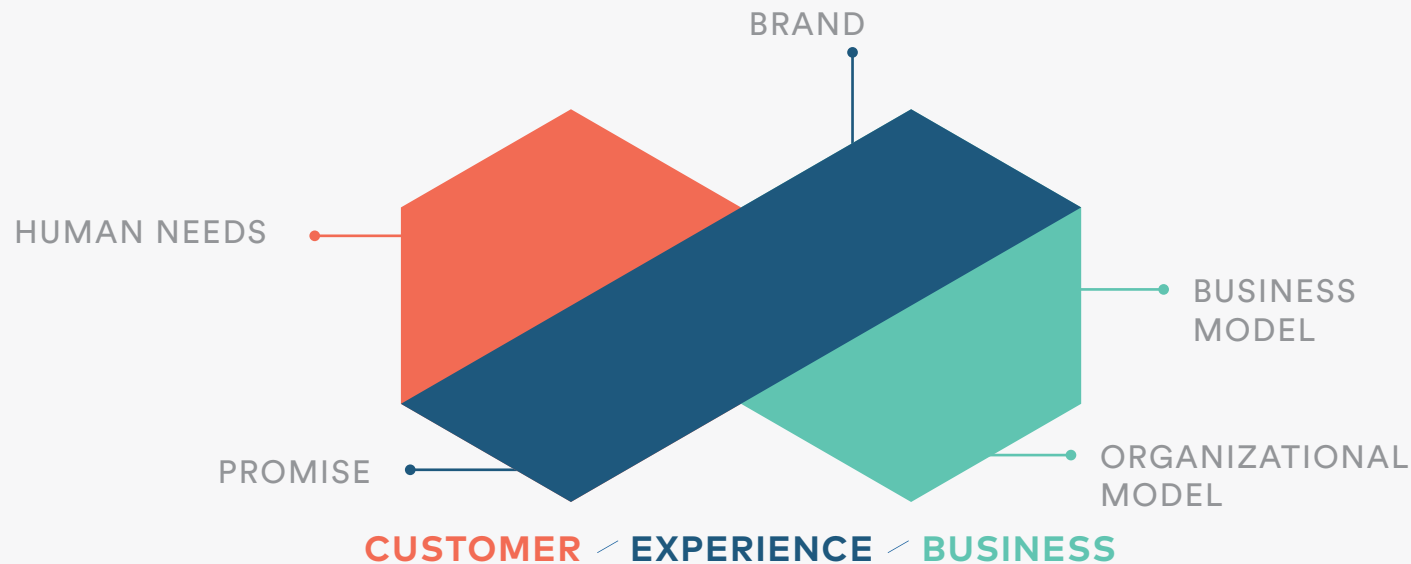 BRAND
HUMAN NEEDS
BUSINESS
MODEL
PROMISE
ORGANIZATIONAL
MODEL
CUSTOMER / EXPERIENCE / BUSINESS